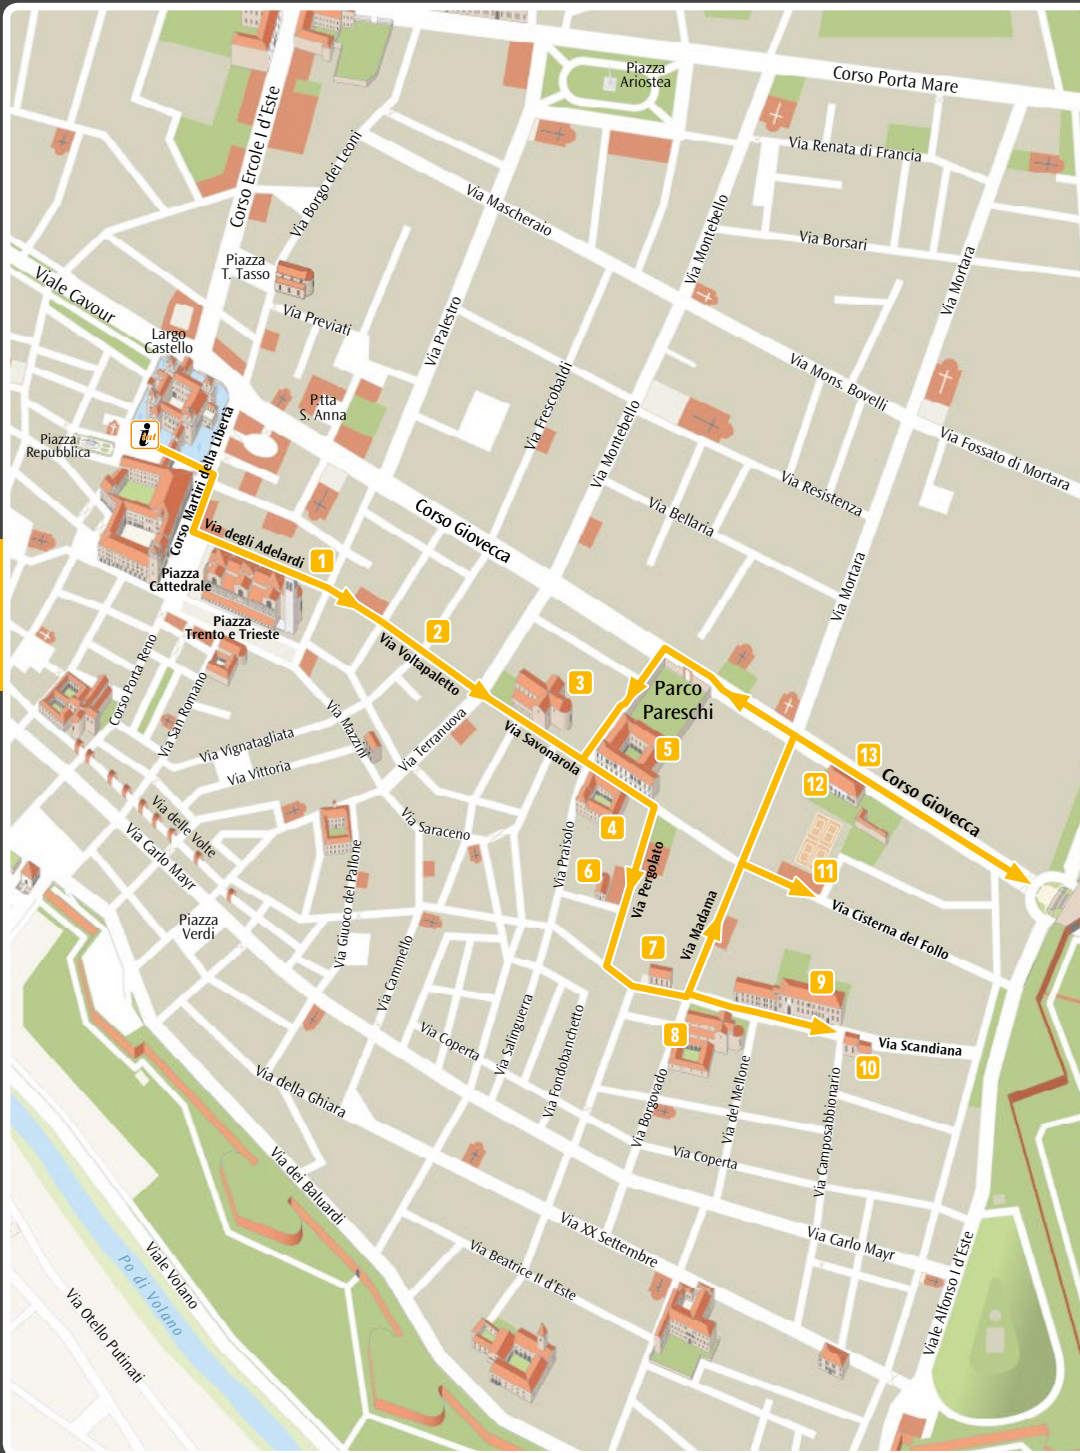 Piazza
Ariostea
Corso Porta Mare
Corso Ercole I d'Este
Via Borgo dei Leoni
Via Renata di Francia
Via Mascheraio
Via Montebello
Via Borsari
Via Mortara
Piazza
T. Tasso
Viale Cavour
Via Previati
Via Palestro
Largo
Castello
Via Frescobaldi
Via Mons. Bovelli
P.tta
S. Anna
Corso Martiri della Libertà
Via Montebello
Piazza
Repubblica
i
Via Fossato di Mortara
Via Resistenza
Via Bellaria
Corso Giovecca
Via degli Adelardi
1
Via Mortara
Piazza
Cattedrale
Piazza
Trento e Trieste
2
Via Voltapaletto
Corso Porta Reno
Via San Romano
3
Parco
Pareschi
Via Mazzini
Via Terranuova
Via Savonarola
Via Vignatagliata
Via Vittoria
5
13
12
Corso Giovecca
Via delle Volte
Via Carlo Mayr
Via Saraceno
4
Via Praisolo
6
Via Pergolato
11
Via Giuoco del Pallone
Piazza
Verdi
Via Madama
Via Cisterna del Follo
Via Cammello
7
9
8
Via Salinguerra
Via Fondobanchetto
Via Coperta
Via Scandiana
10
Via della Ghiara
Via Borgovado
Via del Mellone
Via Camposabbionario
Via Coperta
Via dei Baluardi
Via XX Settembre
Via Carlo Mayr
Via Beatrice II d'Este
Viale Alfonso I d'Este
Viale Volano
Po di Volano
Via Otello Putinati